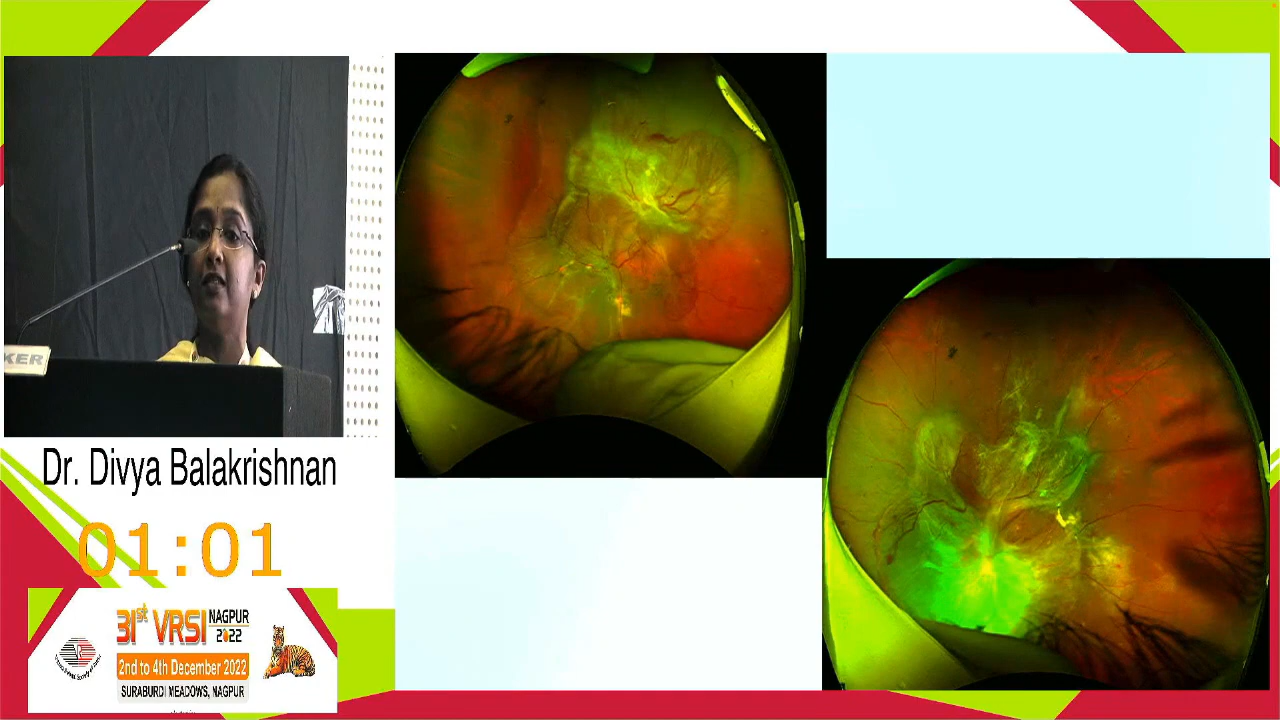 KER
Dr. Divya Balakrishnan
01:01
31st VRSI NAGPUR 2022
2nd to 4th December 2022
SURABURDI MEADOWS, NAGPUR